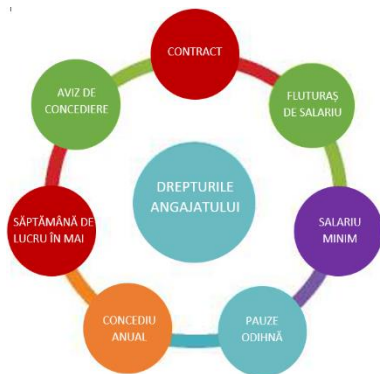 CONTRACT
FLUTURAȘ
DE SALARIU
SALARIU
MINIM
PAUZE
ODIHNĂ
CONCEDIU
ANUAL
SĂPTĂMÂNĂ DE
LUCRU ÎN MAI
AVIZ DE
CONCEDIERE
DREPTURILE
ANGAJATULUI